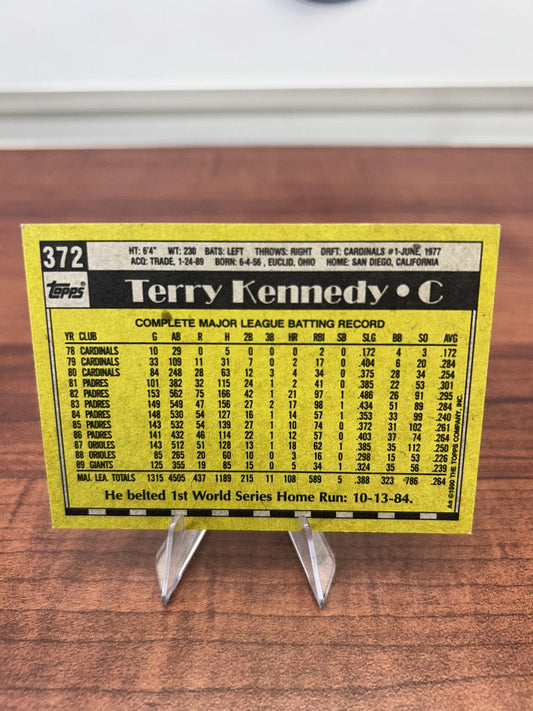 372
HT: 6'4" WT: 230 BATS: LEFT THROWS: RIGHT DRFT: CARDINALS #1-JUNE, 1977
ACQ: TRADE, 1-24-89 BORN: 6-4-56, EUCLID, OHIO HOME: SAN DIEGO, CALIFORNIA
TOPPS®
Terry Kennedy • C
COMPLETE MAJOR LEAGUE BATTING RECORD
YR CLUB G AB R H 2B 3B HR RBI SB SLG BB SO AVG
78 CARDINALS 10 29 0 5 0 0 0 2 0 .172 4 3 .172
79 CARDINALS 33 109 11 31 7 0 2 17 0 .404 6 20 .284
80 CARDINALS 84 248 28 63 12 3 4 34 0 .375 28 34 .254
81 PADRES 101 382 32 115 24 1 2 41 0 .385 22 53 .301
82 PADRES 153 562 75 166 42 1 21 97 1 .486 26 91 .295
83 PADRES 149 549 47 156 27 2 17 98 1 .434 51 89 .284
84 PADRES 148 530 54 127 16 1 14 57 1 .353 33 99 .240
85 PADRES 143 532 54 139 27 1 10 74 0 .372 31 102 .261
86 PADRES 141 432 46 114 22 1 12 57 0 .403 37 74 .264
87 ORIOLES 143 512 51 128 13 1 18 62 1 .385 35 112 .250
88 ORIOLES 85 265 20 60 10 0 3 16 0 .298 15 53 .226
89 GIANTS 125 355 19 85 15 0 5 34 1 .324 35 56 .239
MAJ. LEA. TOTALS 1315 4505 437 1189 215 11 108 589 5 .388 323 786 .264
He belted 1st World Series Home Run: 10-13-84.
A* ©1990 THE TOPPS COMPANY, INC.